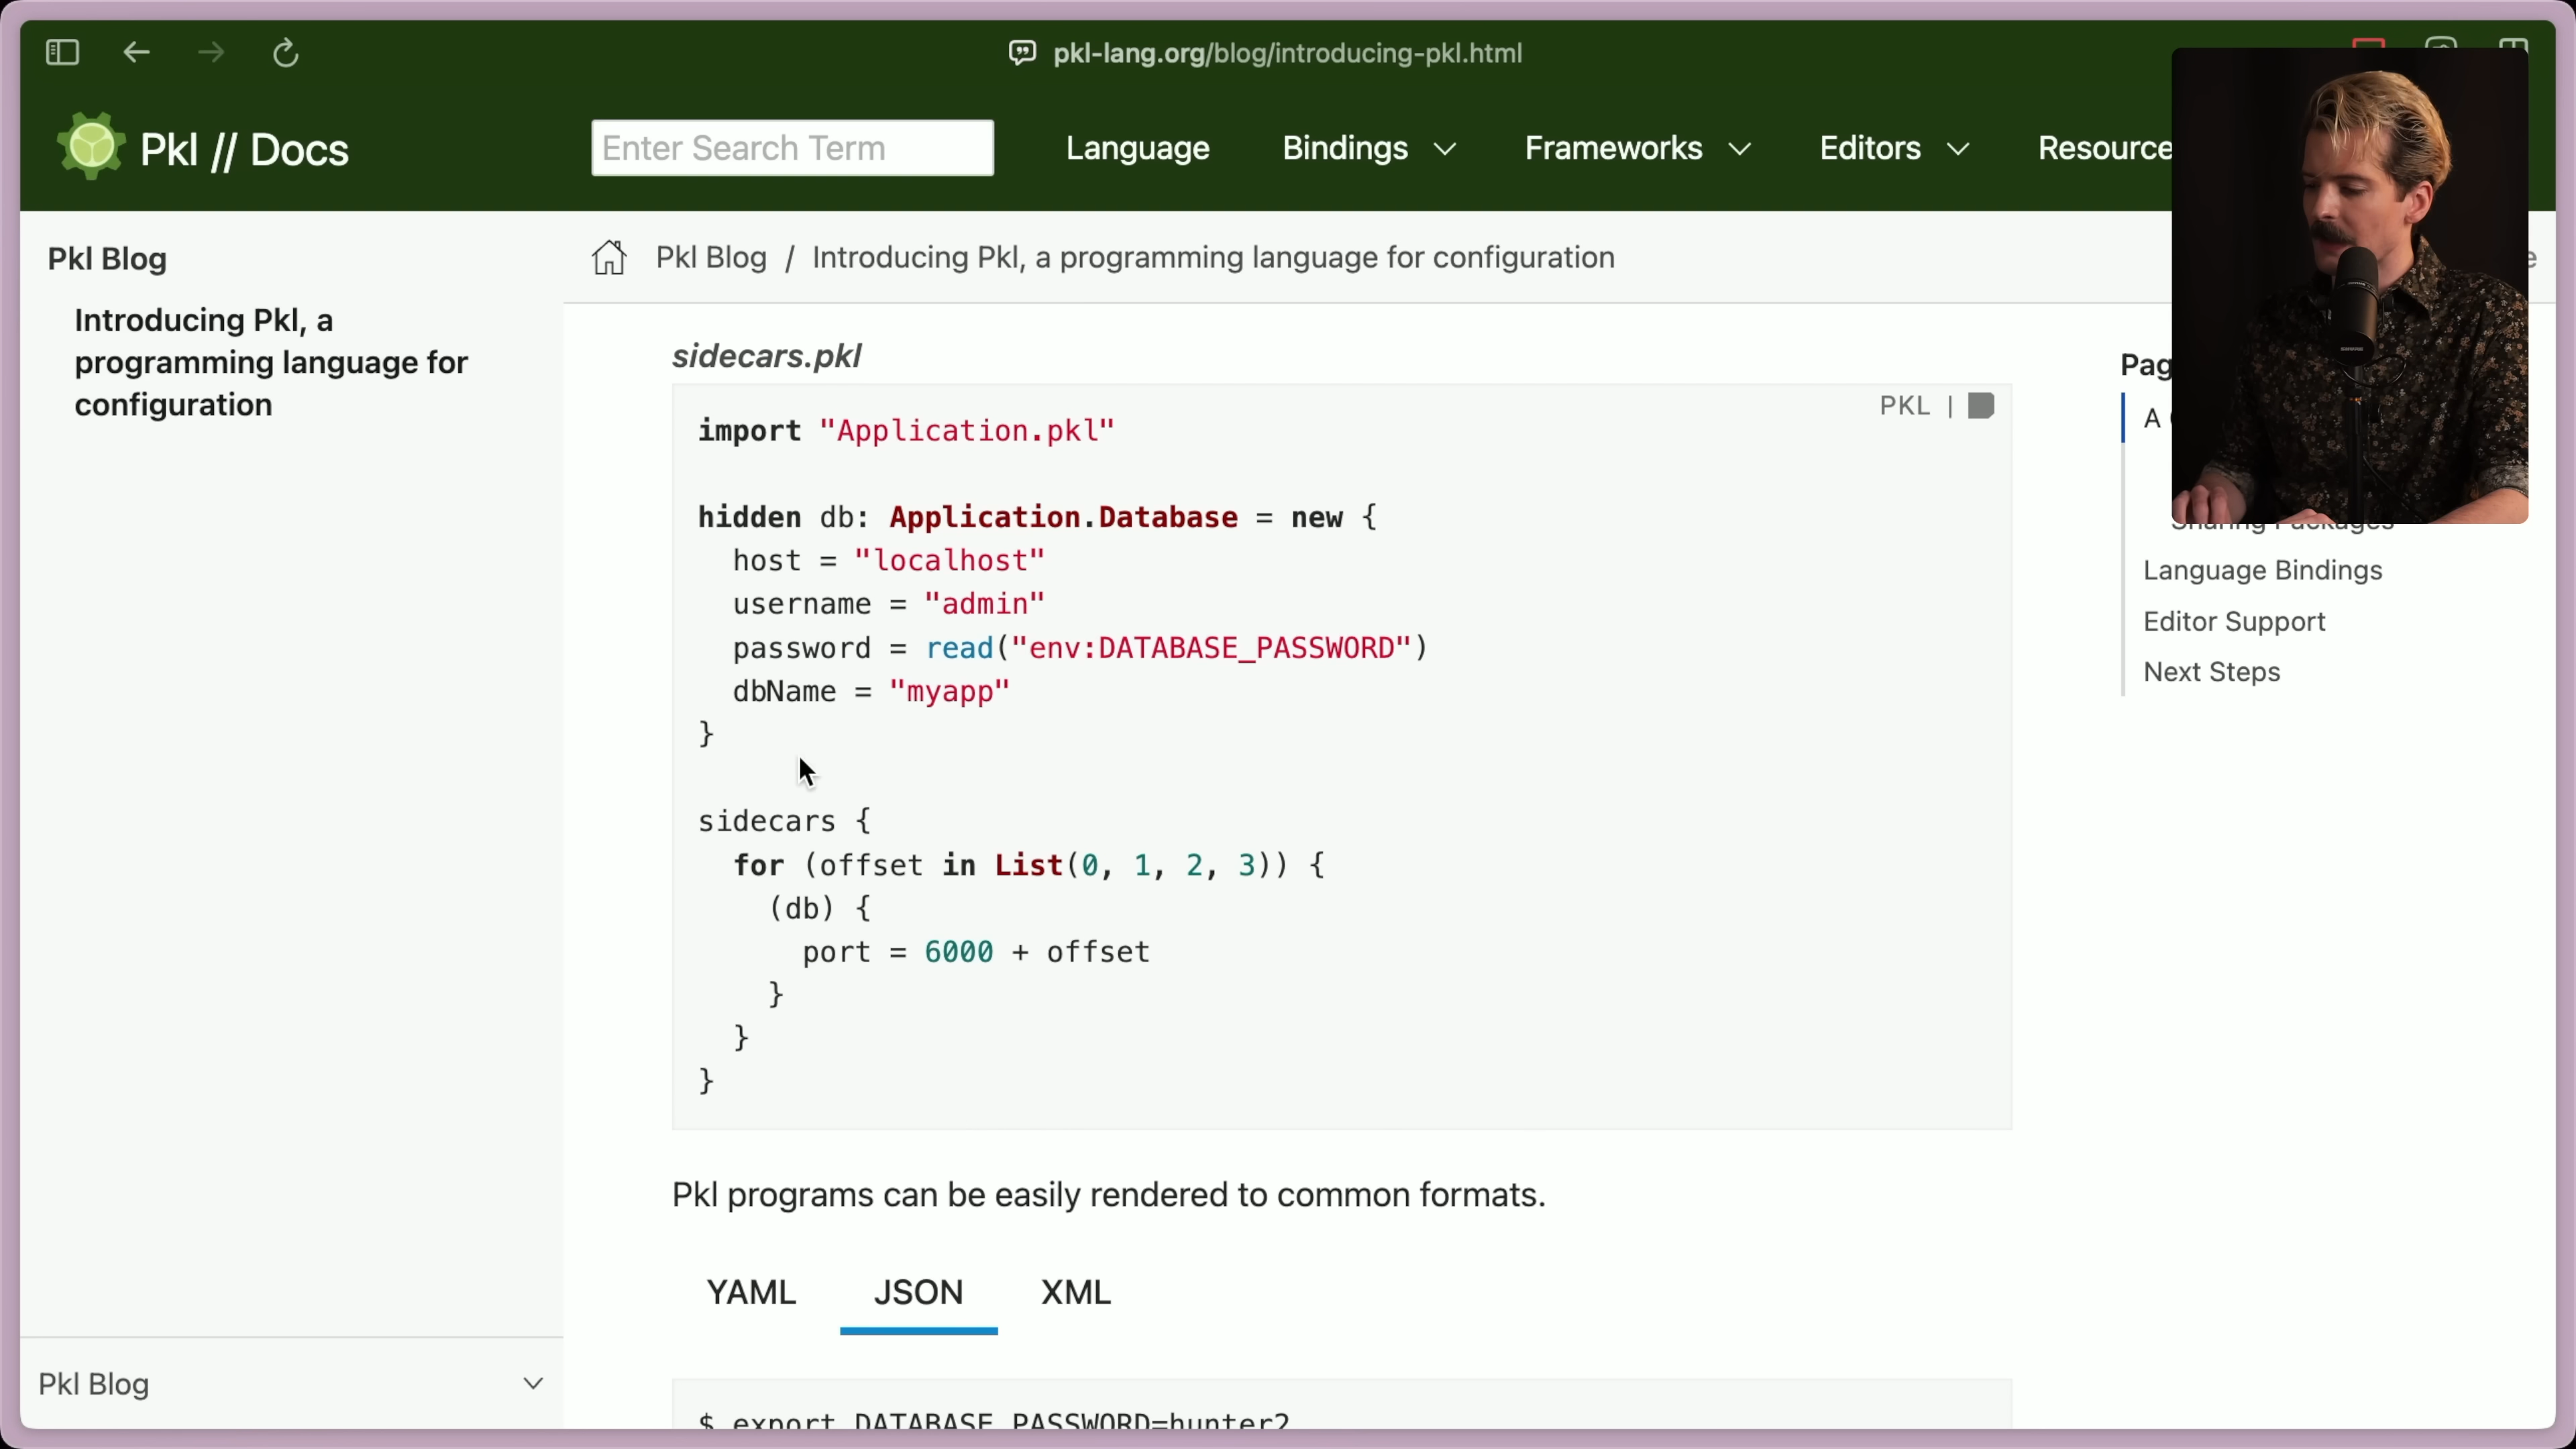 pkl-lang.org/blog/introducing-pkl.html
Pkl // Docs
Enter Search Term
Language
Bindings
Frameworks
Editors
Resource
Pkl Blog
Introducing Pkl, a
programming language for
configuration
Pkl Blog / Introducing Pkl, a programming language for configuration
sidecars.pkl
PKL |
import "Application.pkl"
hidden db: Application.Database = new {
host = "localhost"
username = "admin"
password = read("env:DATABASE_PASSWORD")
dbName = "myapp"
}
sidecars {
for (offset in List(0, 1, 2, 3)) {
(db) {
port = 6000 + offset
}
}
}
Pkl programs can be easily rendered to common formats.
YAML
JSON
XML
$ export DATABASE_PASSWORD=hunter2
Pag
A
Sharing Packages
Language Bindings
Editor Support
Next Steps
Pkl Blog